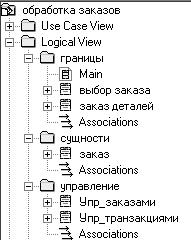 обработка заказов
Use Case View
Logical View
границы
Main
выбор заказа
заказ деталей
Associations
сущности
заказ
Associations
управление
Упр_заказами
Упр_транзакциями
Associations